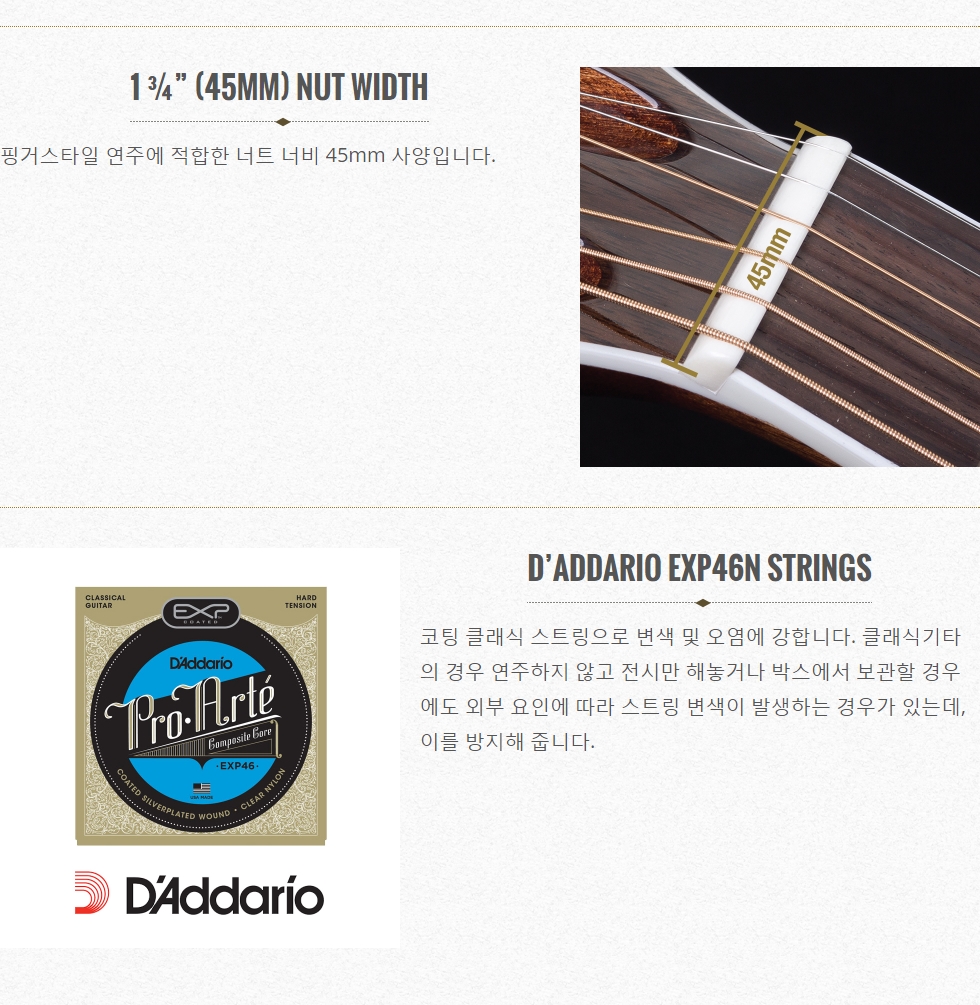 1 ¾” (45MM) NUT WIDTH
핑거스타일 연주에 적합한 너트 너비 45mm 사양입니다.
45mm
D’ADDARIO EXP46N STRINGS
코팅 클래식 스트링으로 변색 및 오염에 강합니다. 클래식기타
의 경우 연주하지 않고 전시만 해놓거나 박스에서 보관할 경우
에도 외부 요인에 따라 스트링 변색이 발생하는 경우가 있는데,
이를 방지해 줍니다.
CLASSICAL
GUITAR
HARD
TENSION
EXP
COATED
D'Addario
Pro·Arté
Composite Core
·EXP46·
USA MADE
COATED SILVERPLATED WOUND • CLEAR NYLON
D'Addario